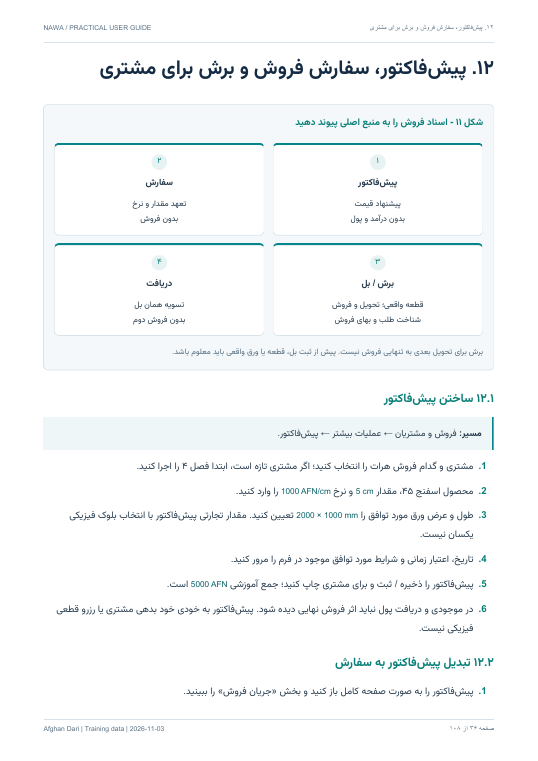 NAWA / PRACTICAL USER GUIDE
۱۲. پیش‌فاکتور، سفارش فروش و برش برای مشتری
۱۲. پیش‌فاکتور، سفارش فروش و برش برای مشتری
شکل ۱۱ - اسناد فروش را به منبع اصلی پیوند دهید
۱
پیش‌فاکتور
پیشنهاد قیمت
بدون درآمد و پول
۲
سفارش
تعهد مقدار و نرخ
بدون فروش
۳
برش / بل
قطعه واقعی؛ تحویل و فروش
شناخت طلب و بهای فروش
۴
دریافت
تسویه همان بل
بدون فروش دوم
برش برای تحویل بعدی به تنهایی فروش نیست. پیش از ثبت بل، قطعه یا ورق واقعی باید معلوم باشد.
۱۲.۱ ساختن پیش‌فاکتور
مسیر: فروش و مشتریان ← عملیات بیشتر ← پیش‌فاکتور.
1. مشتری و گدام فروش هرات را انتخاب کنید؛ اگر مشتری تازه است، ابتدا فصل ۴ را اجرا کنید.
2. محصول اسفنج ۴۵، مقدار 5 cm و نرخ 1000 AFN/cm را وارد کنید.
3. طول و عرض ورق مورد توافق را 2000 × 1000 mm تعیین کنید. مقدار تجارتی پیش‌فاکتور با انتخاب بلوک فیزیکی
یکسان نیست.
4. تاریخ، اعتبار زمانی و شرایط مورد توافق موجود در فرم را مرور کنید.
5. پیش‌فاکتور را ذخیره / ثبت و برای مشتری چاپ کنید؛ جمع آموزشی 5000 AFN است.
6. در موجودی و دریافت پول نباید اثر فروش نهایی دیده شود. پیش‌فاکتور به خودی خود بدهی مشتری یا رزرو قطعی
فیزیکی نیست.
۱۲.۲ تبدیل پیش‌فاکتور به سفارش
1. پیش‌فاکتور را به صورت صفحه کامل باز کنید و بخش «جریان فروش» را ببینید.
Afghan Dari | Training data | 2026-11-03
صفحه ۳۶ از ۱۰۸